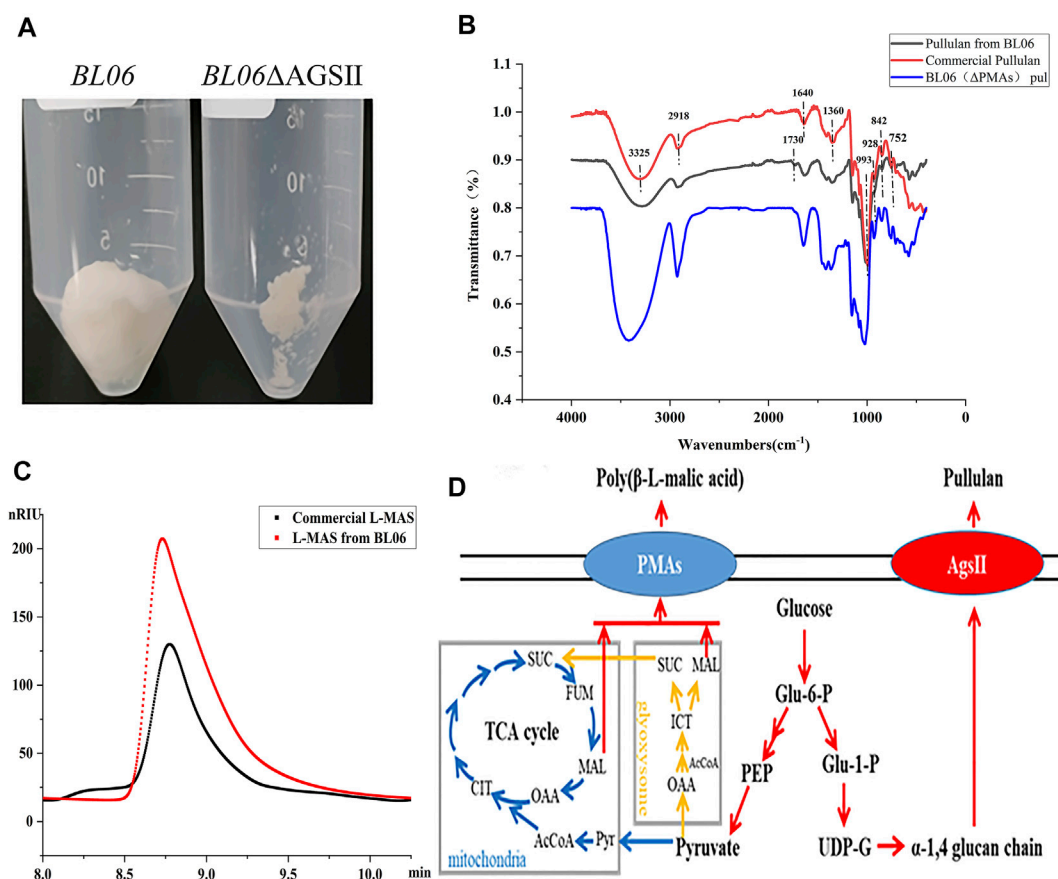 A
BL06 BL06ΔAGSII
15
10
5
10
B
Pullulan from BL06
Commercial Pullulan
BL06（ΔPMAs）pul
1.1
1.0
0.9
0.8
0.7
0.6
0.5
0.4
3325
2918
1730
1640
1360
993
928
842
752
4000 3000 2000 1000 0
Transmittance（%）
Wavenumbers(cm-1)
C
nRIU
200
150
100
50
0
Commercial L-MAS
L-MAS from BL06
8.0 8.5 9.0 9.5 10.0
min
D
Poly(β-L-malic acid) Pullulan
PMAs AgsII
Glucose
Glu-6-P
PEP Glu-1-P
Pyruvate UDP-G α-1,4 glucan chain
SUC
FUM
TCA cycle
MAL
OAA
CIT
AcCoA Pyr
mitochondria
SUC MAL
ICT
AcCoA
OAA
glyoxysome